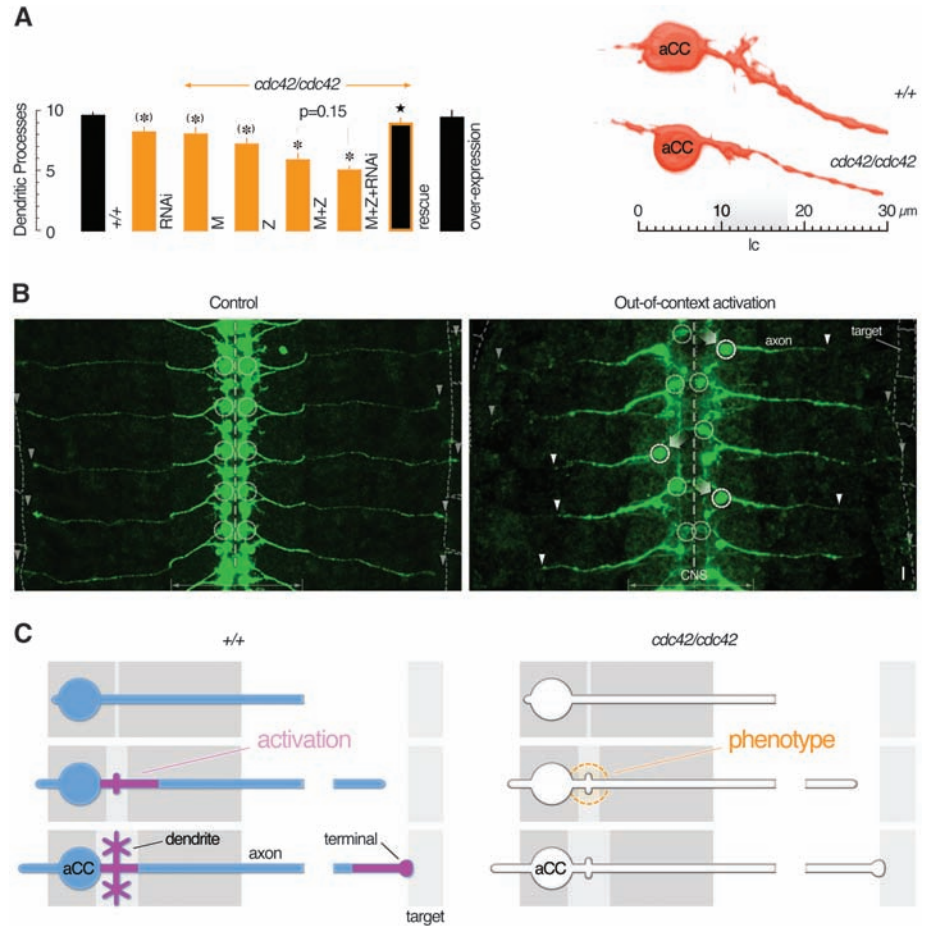 A
cdc42/cdc42
p=0.15
Dendritic Processes
10
5
0
(*)
(*)
(*)
*
*
★
+/+
RNAi
M
Z
M+Z
M+Z+RNAi
rescue
over-expression
aCC
+/+
aCC
cdc42/cdc42
0 10 20 30 μm
lc
B
Control
Out-of-context activation
axon
target
CNS
C
+/+
cdc42/cdc42
activation
phenotype
dendrite
terminal
axon
aCC
aCC
target